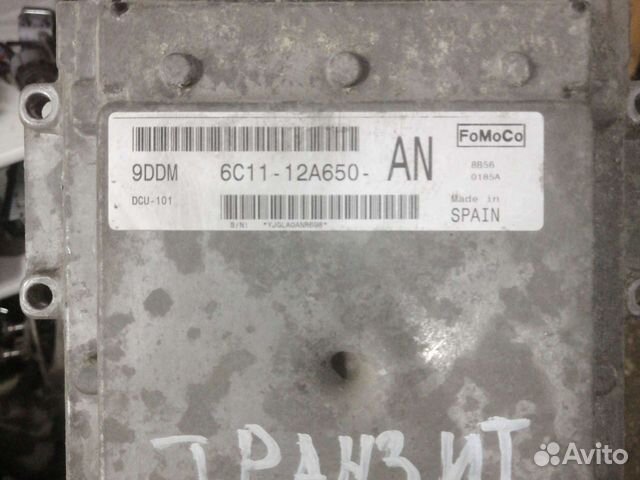 FoMoCo
9DDM 6C11-12A650- AN
8B56
0185A
DCU-101
Made in
SPAIN
S/N:
ТРАНЗИТ
Avito